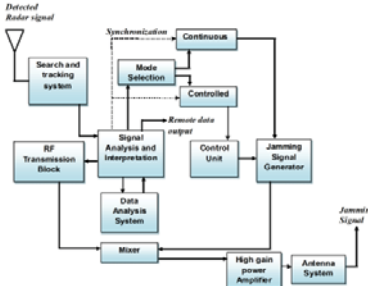 Detected
Radar signal
Synchronization
Continuous
Search and
tracking
system
Mode
Selection
Controlled
Signal
Analysis and
Interpretation
Remote data
output
RF
Transmission
Block
Control
Unit
Jamming
Signal
Generator
Data
Analysis
System
Jammin
Signal
Mixer
High gain
power
Amplifier
Antenna
System